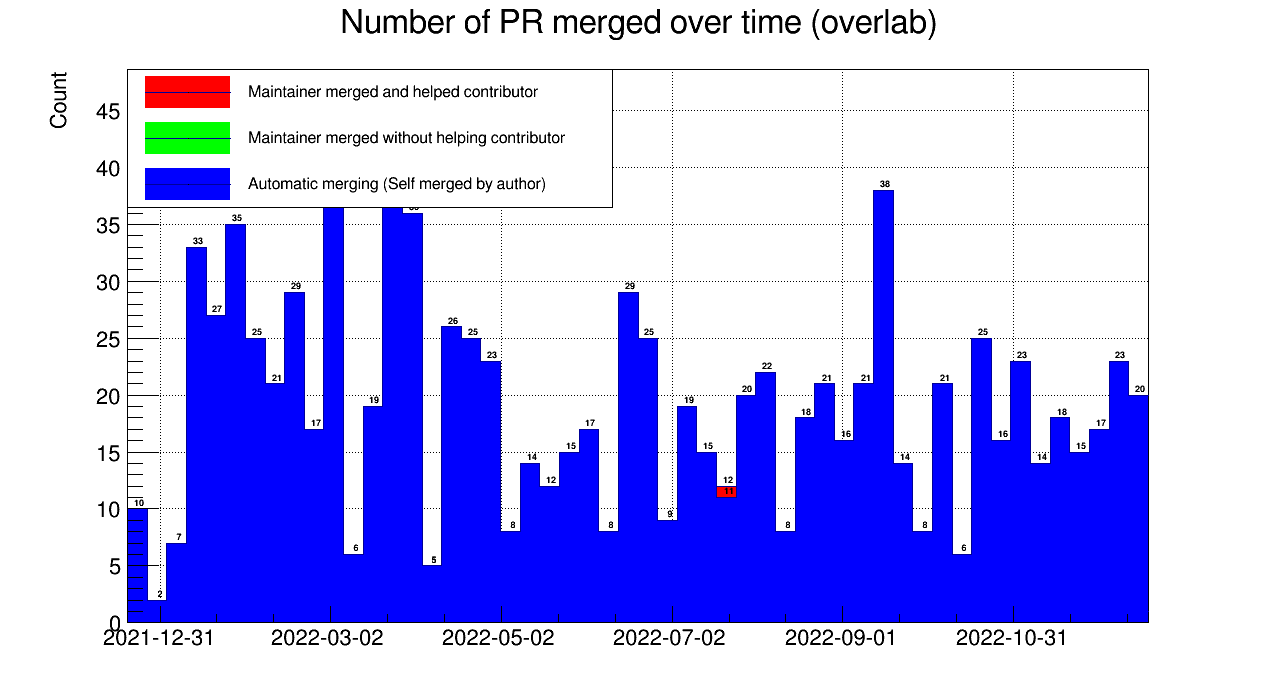 Number of PR merged over time (overlab)
Count
Maintainer merged and helped contributor
Maintainer merged without helping contributor
Automatic merging (Self merged by author)
45
40
35
30
25
20
15
10
5
0
10 2 7 33 27 35 25 21 29 17 6 19 5 26 25 23 8 14 12 15 17 8 29 25 9 19 15 12 11 20 22 8 18 21 16 21 38 14 8 21 6 25 16 23 14 18 15 17 23 20
2021-12-31 2022-03-02 2022-05-02 2022-07-02 2022-09-01 2022-10-31